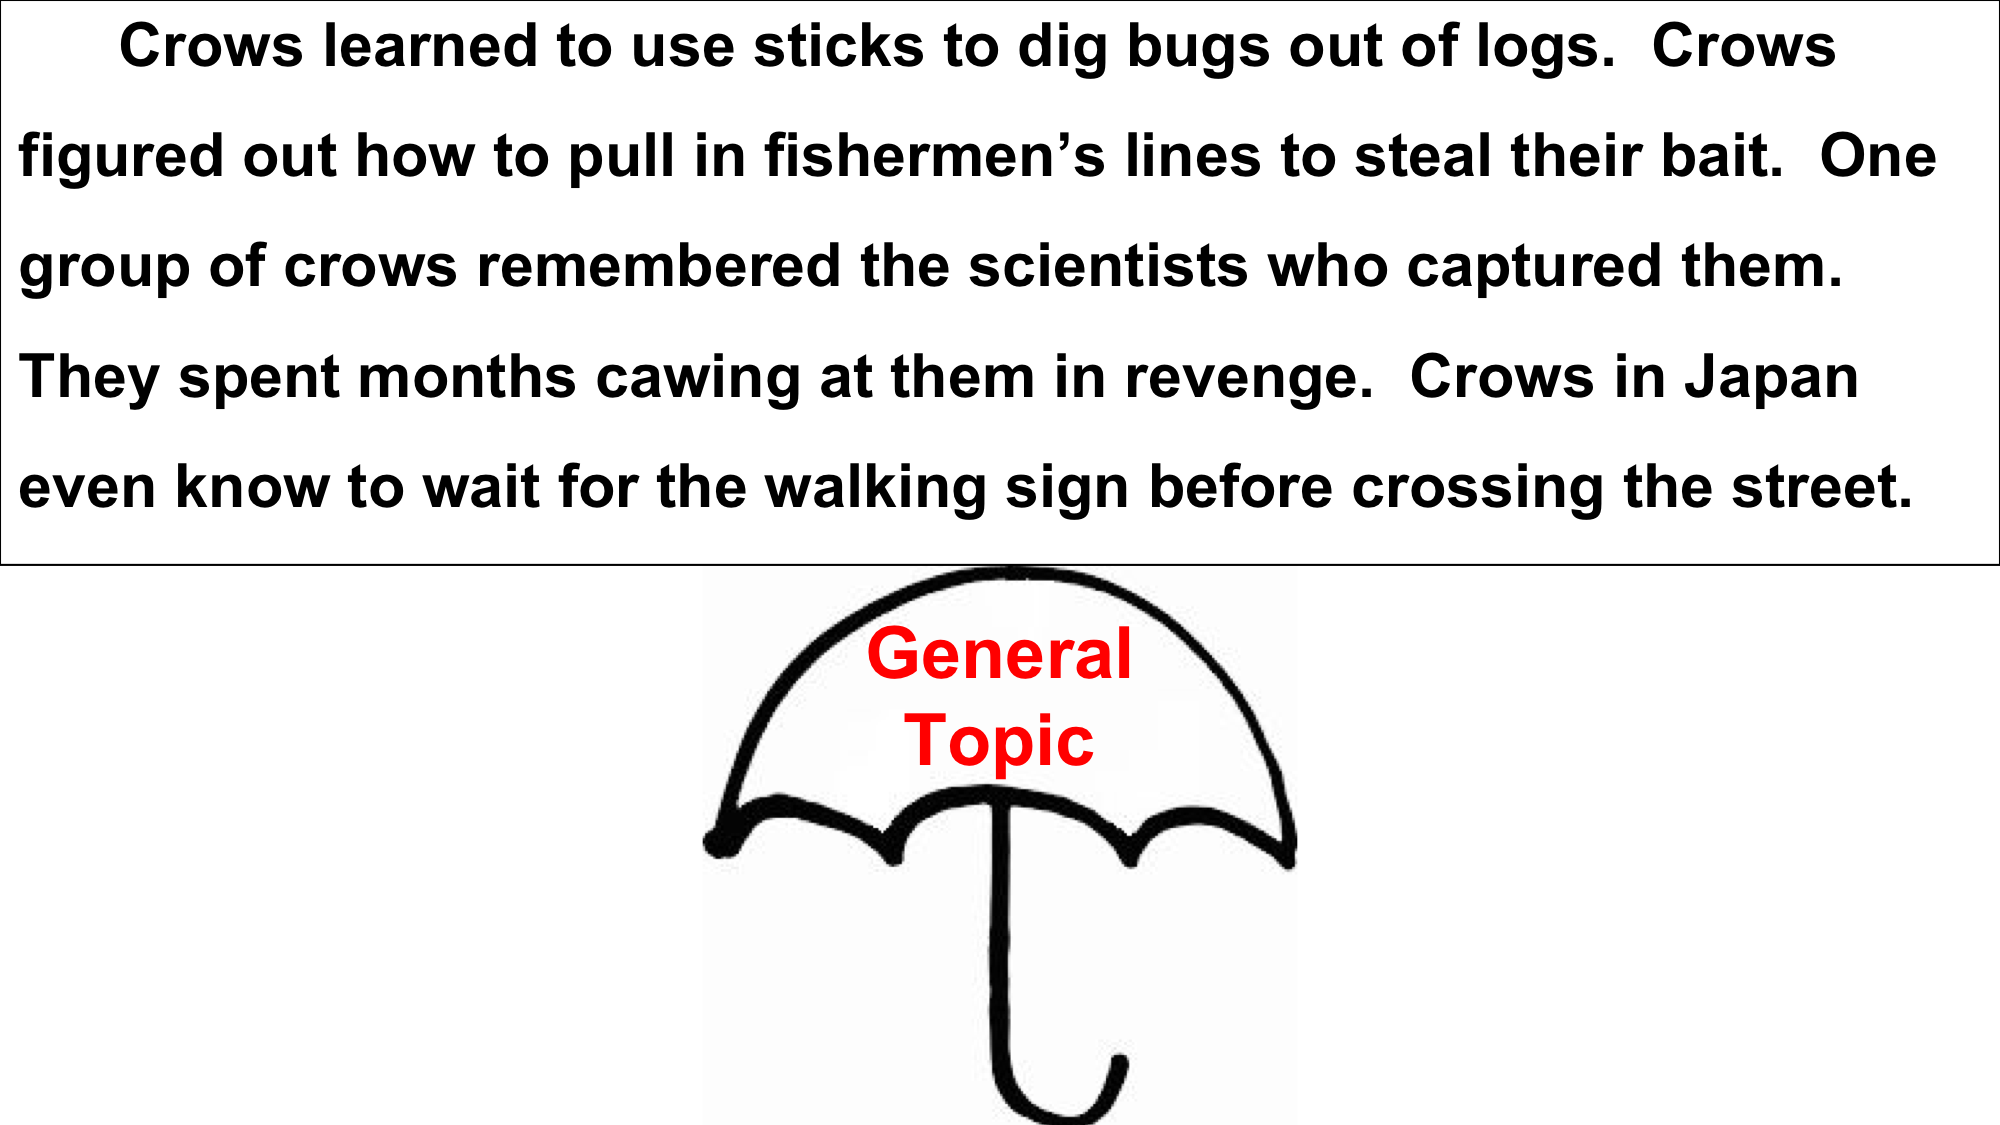 Crows learned to use sticks to dig bugs out of logs.  Crows
figured out how to pull in fishermen’s lines to steal their bait.  One
group of crows remembered the scientists who captured them.
They spent months cawing at them in revenge.  Crows in Japan
even know to wait for the walking sign before crossing the street.
General
Topic